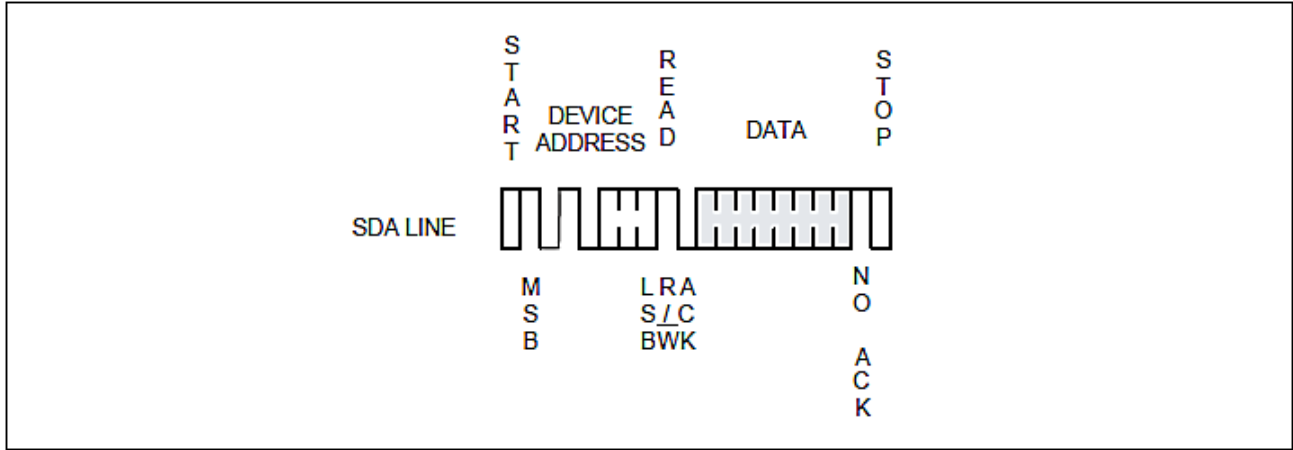 START
DEVICE
ADDRESS
READ
DATA
STOP
SDA LINE
MSB
LSB
R/W
ACK
NO ACK